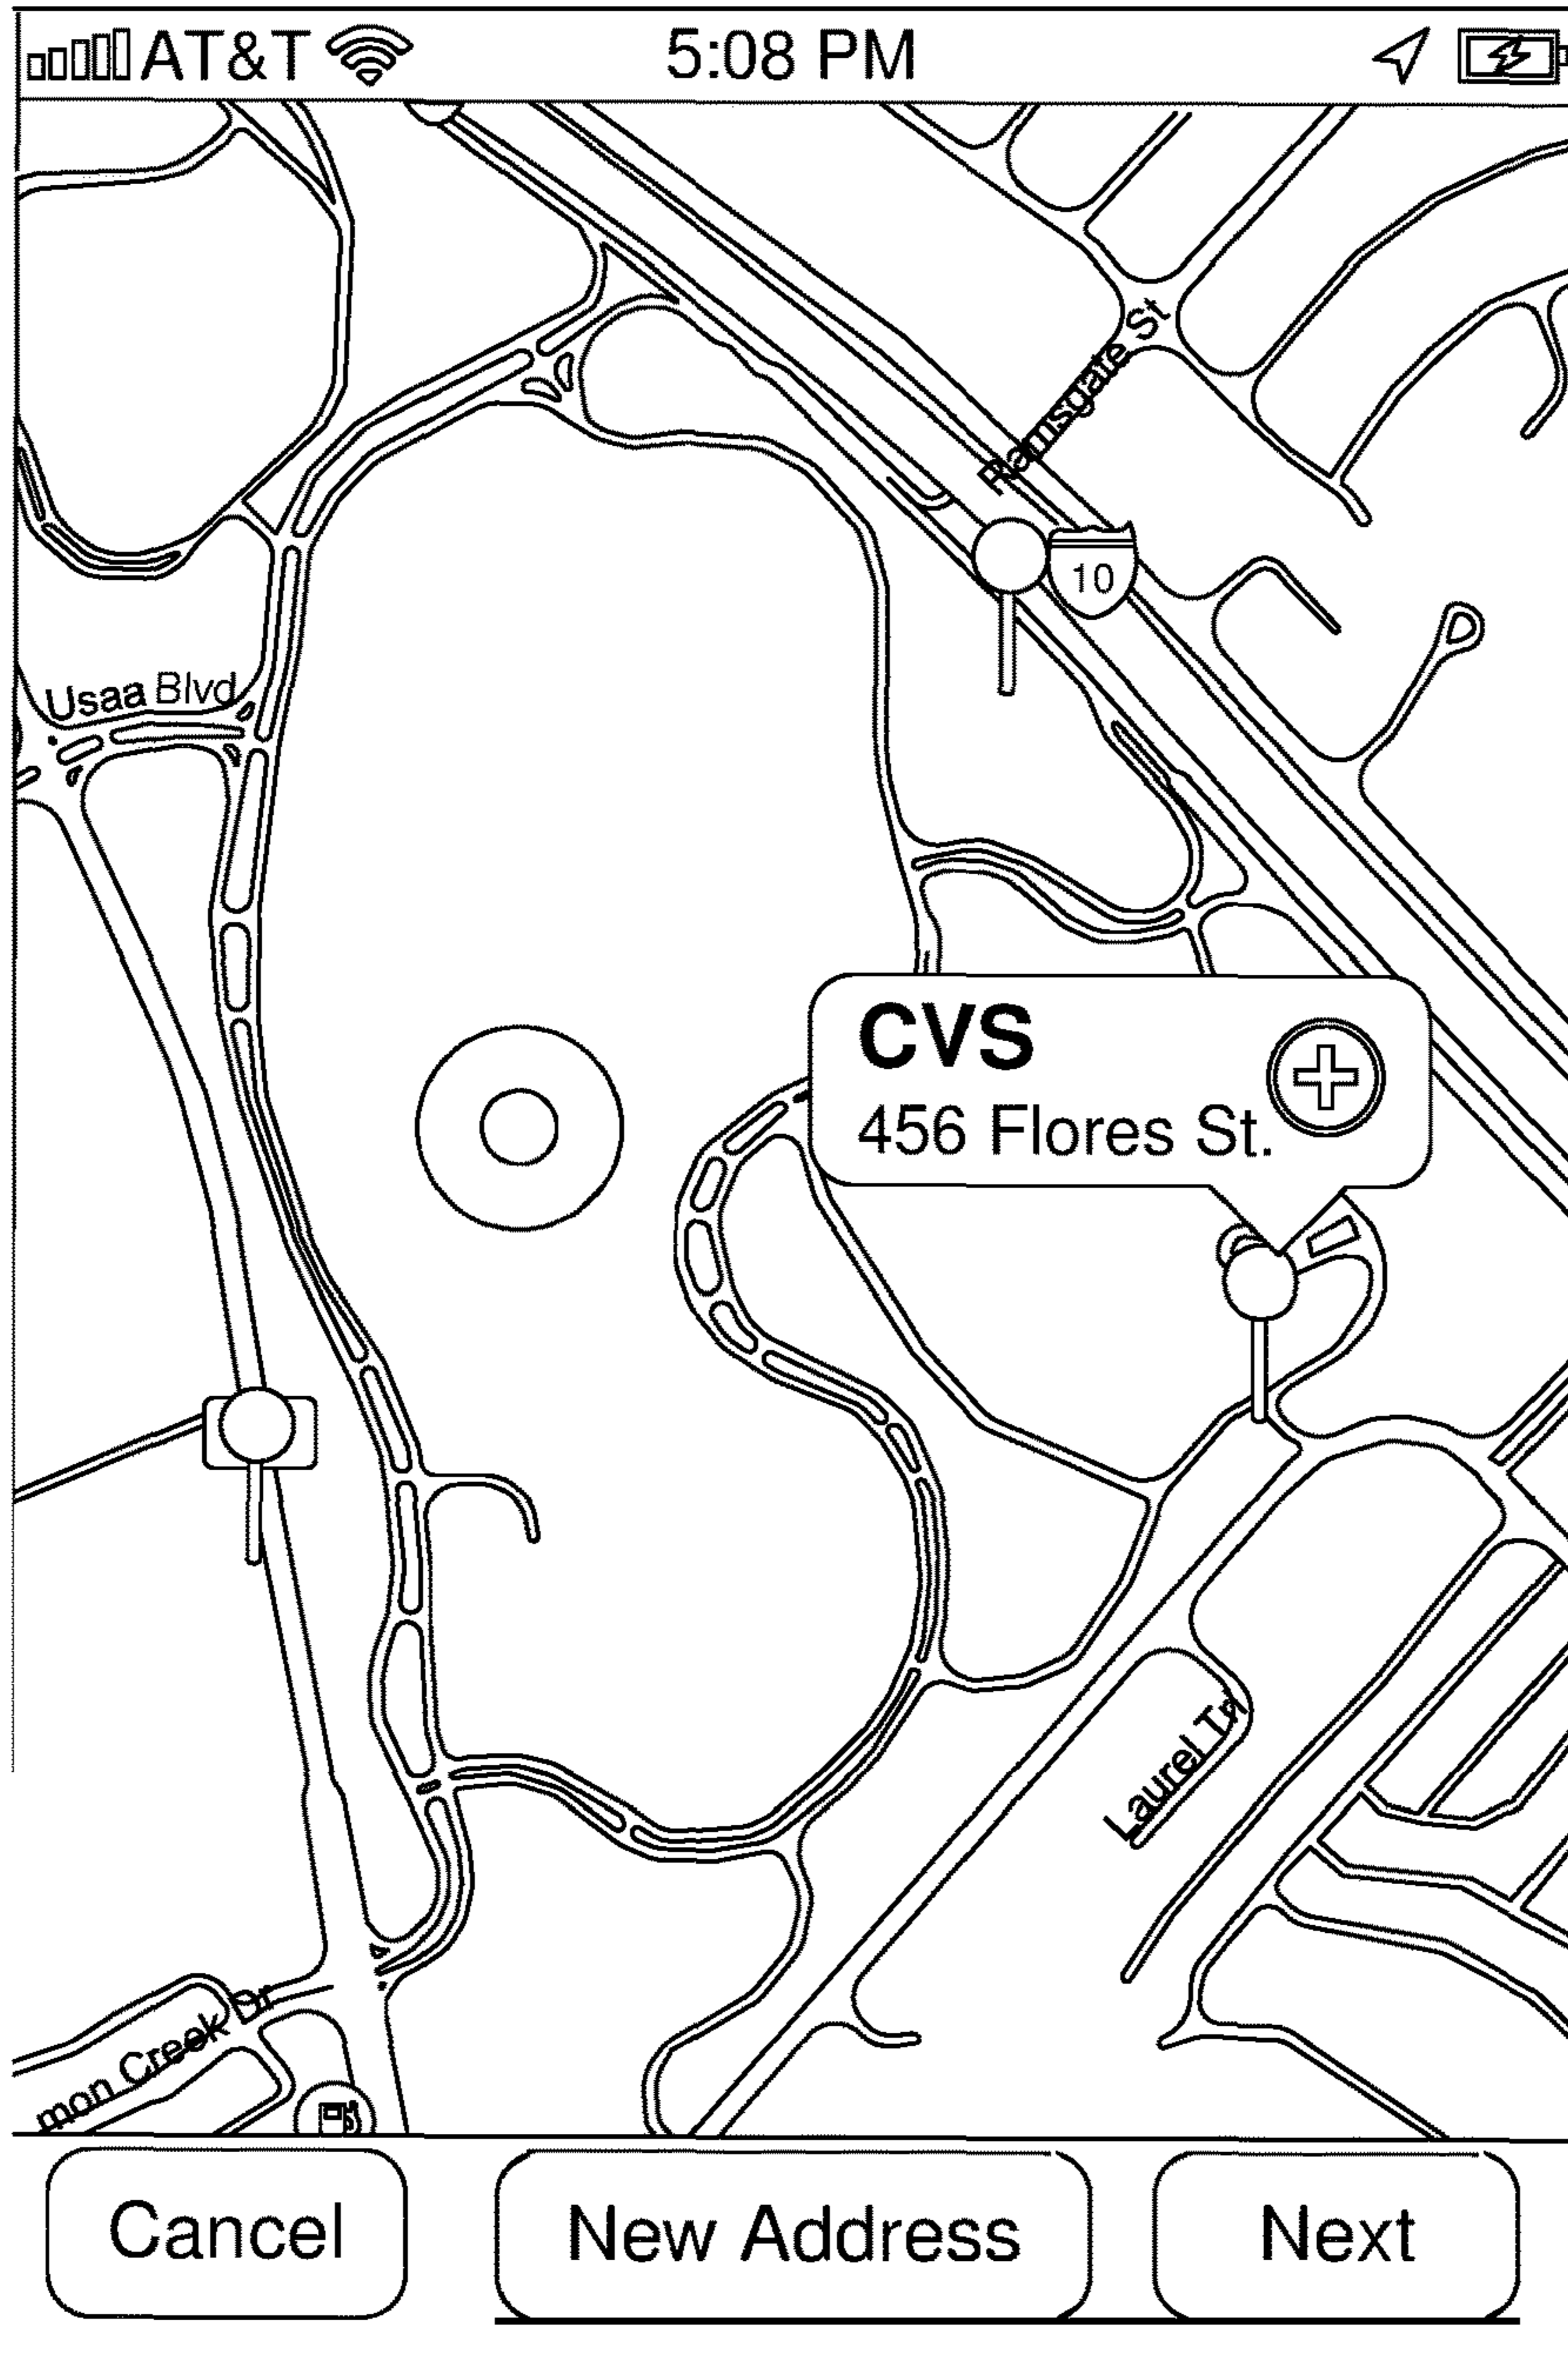 AT&T 5:08 PM
Ramsgate St
10
Usaa Blvd
CVS
456 Flores St.
Laurel Trl
mon Creek Dr
Cancel New Address Next